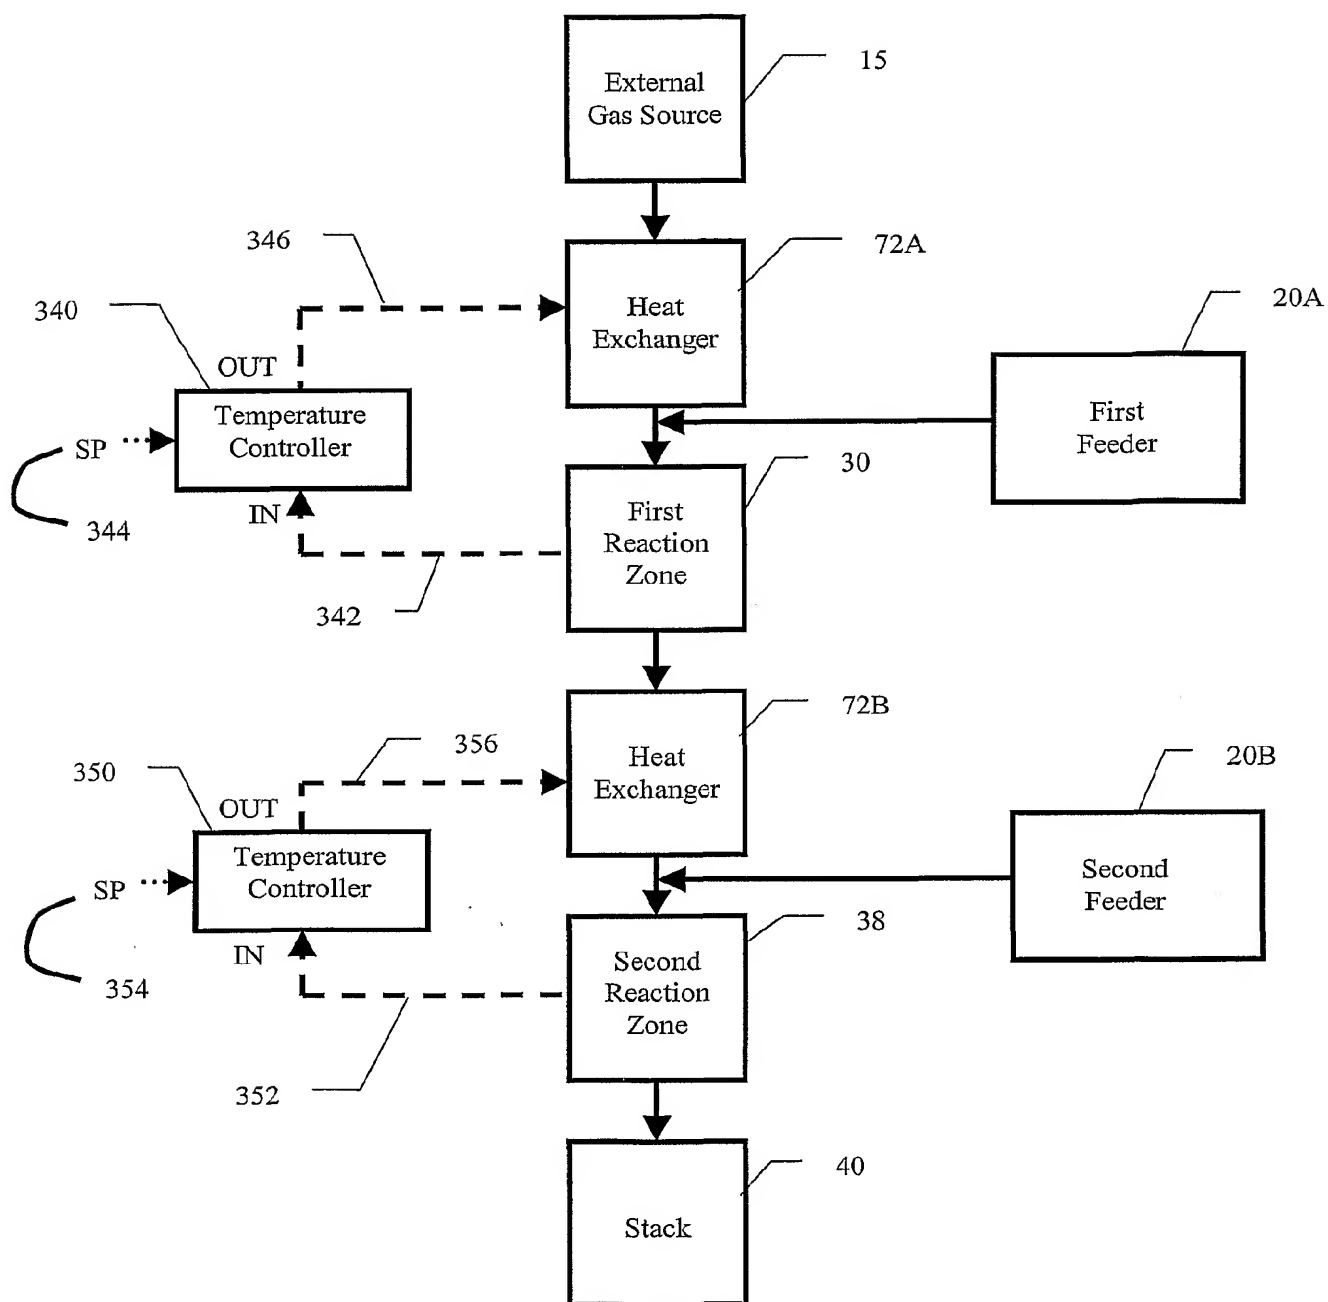 External
Gas Source
15
346
72A
340
OUT
Heat
Exchanger
20A
Temperature
Controller
SP
344
IN
First
Feeder
30
First
Reaction
Zone
342
356
72B
350
OUT
Heat
Exchanger
20B
Temperature
Controller
SP
354
IN
Second
Feeder
38
Second
Reaction
Zone
352
40
Stack